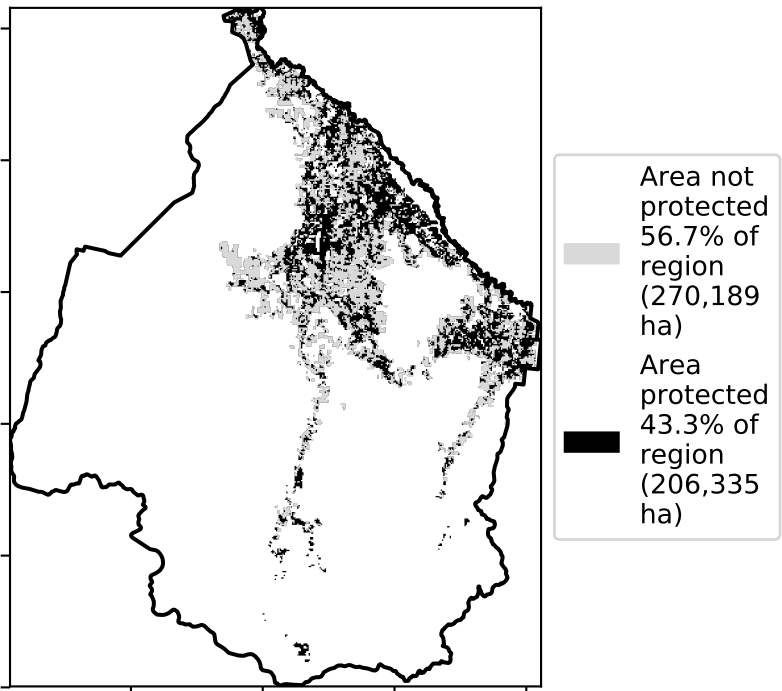 Area not
protected
56.7% of
region
(270,189
ha)
Area
protected
43.3% of
region
(206,335
ha)